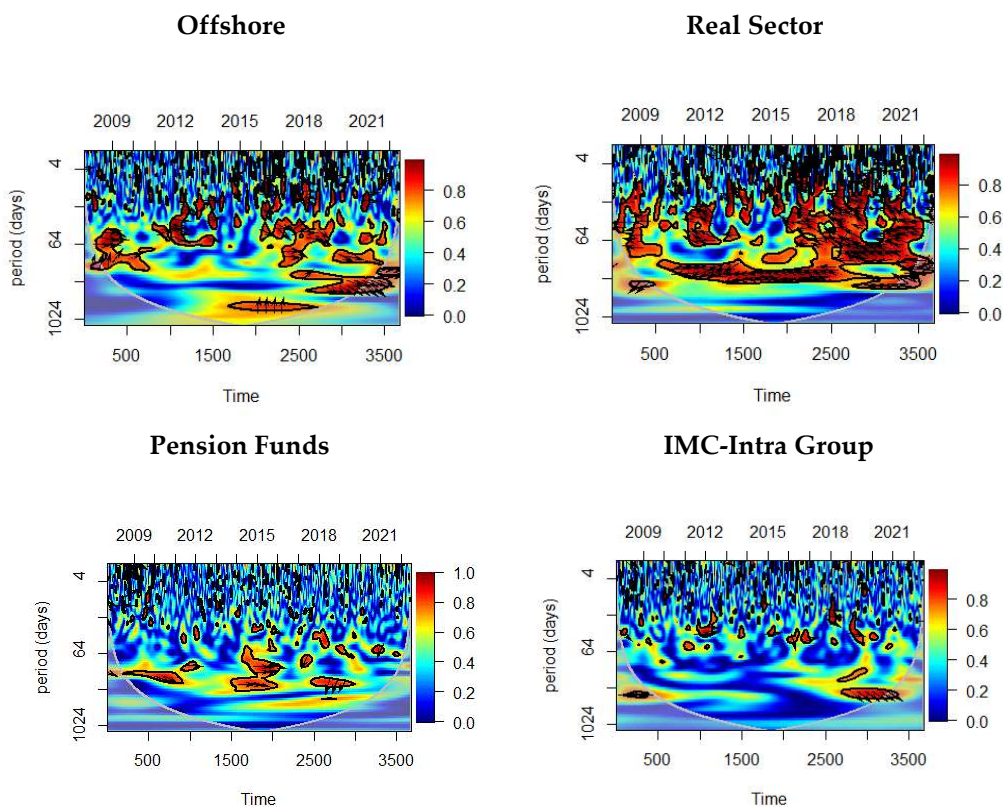 Offshore
Real Sector
2009 2012 2015 2018 2021
2009 2012 2015 2018 2021
period (days)
4
64
1024
0.8
0.6
0.4
0.2
0.0
500 1500 2500 3500
Time
period (days)
4
64
1024
0.8
0.6
0.4
0.2
0.0
500 1500 2500 3500
Time
Pension Funds
IMC-Intra Group
2009 2012 2015 2018 2021
2009 2012 2015 2018 2021
period (days)
4
64
1024
1.0
0.8
0.6
0.4
0.2
0.0
500 1500 2500 3500
Time
period (days)
4
64
1024
0.8
0.6
0.4
0.2
0.0
500 1500 2500 3500
Time